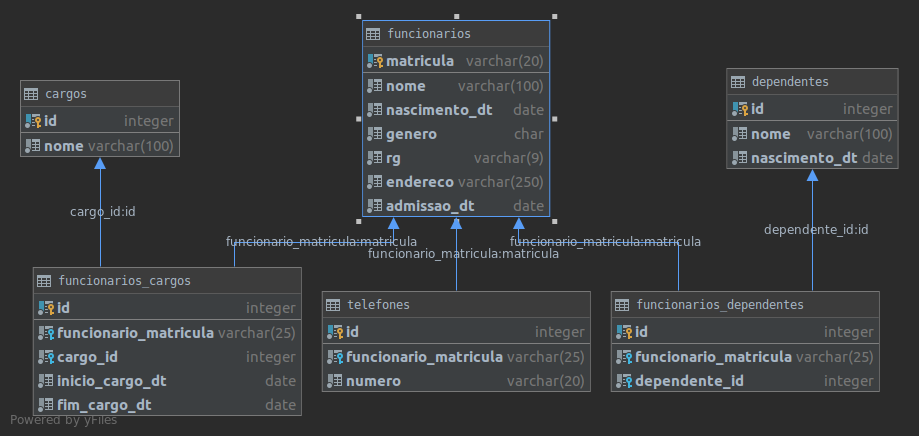 funcionarios
matricula varchar(20)
nome varchar(100)
nascimento_dt date
genero char
rg varchar(9)
endereco varchar(250)
admissao_dt date
cargos
id integer
nome varchar(100)
dependentes
id integer
nome varchar(100)
nascimento_dt date
cargo_id:id
funcionario_matricula:matricula
funcionario_matricula:matricula
funcionario_matricula:matricula
dependente_id:id
funcionarios_cargos
id integer
funcionario_matricula varchar(25)
cargo_id integer
inicio_cargo_dt date
fim_cargo_dt date
telefones
id integer
funcionario_matricula varchar(25)
numero varchar(20)
funcionarios_dependentes
id integer
funcionario_matricula varchar(25)
dependente_id integer
Powered by yFiles